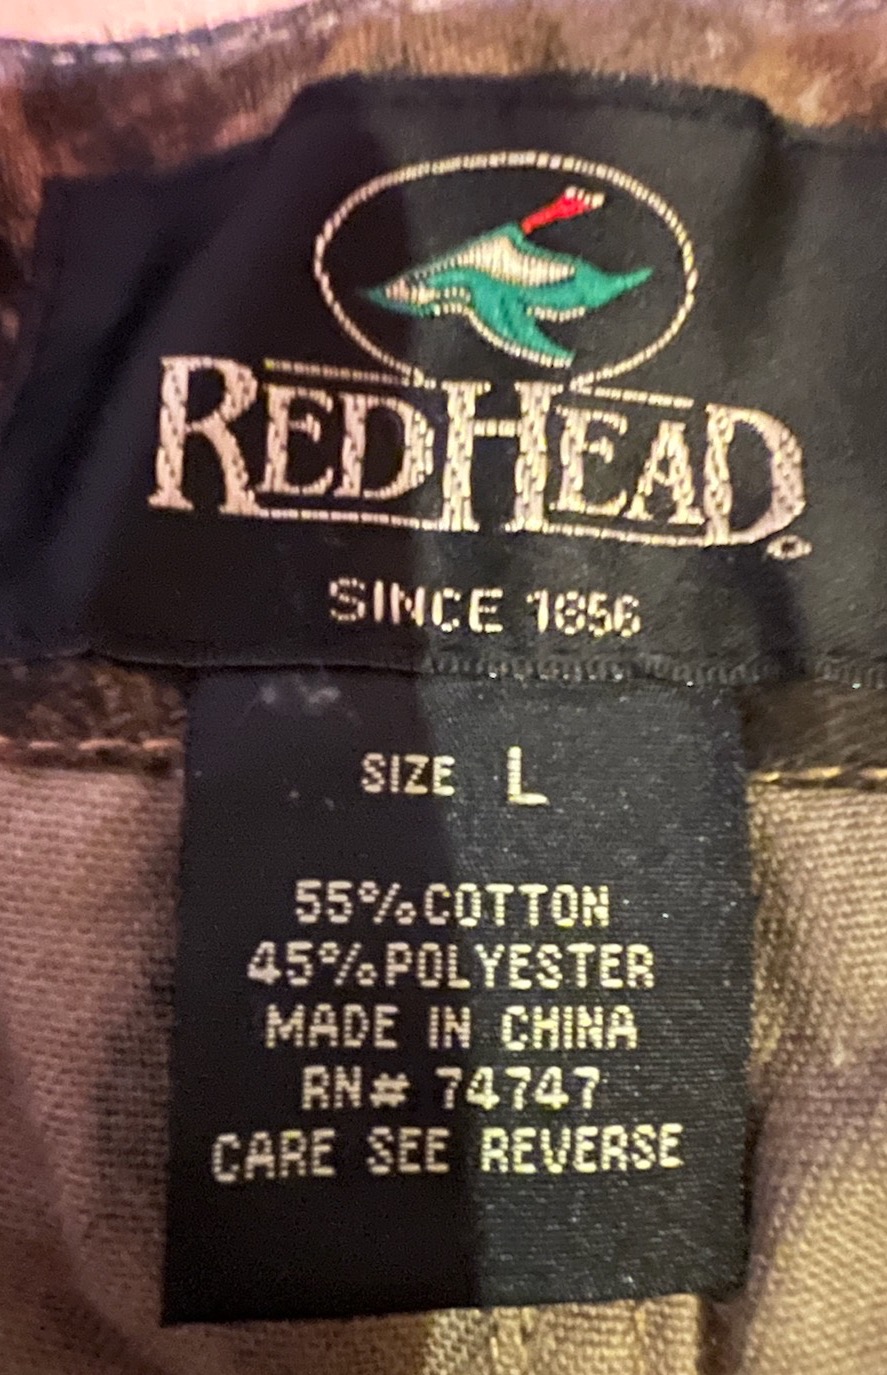 REDHEAD®
SINCE 1856
SIZE L
55%COTTON
45%POLYESTER
MADE IN CHINA
RN# 74747
CARE SEE REVERSE